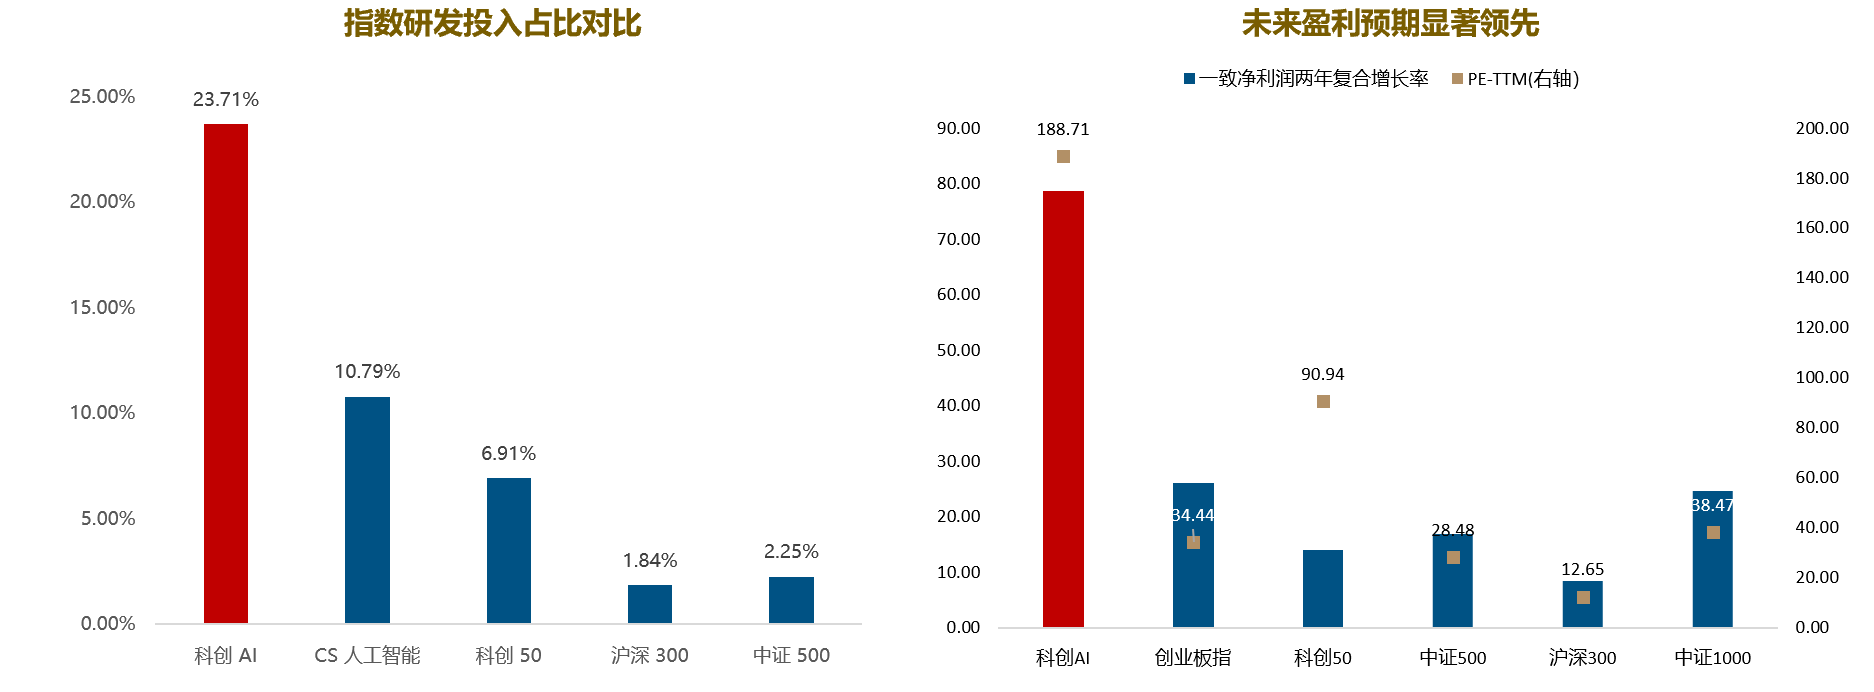 指数研发投入占比对比
25.00%
20.00%
15.00%
10.00%
5.00%
0.00%
23.71%
10.79%
6.91%
1.84%
2.25%
科创 AI
CS 人工智能
科创 50
沪深 300
中证 500
未来盈利预期显著领先
一致净利润两年复合增长率
PE-TTM(右轴)
90.00
80.00
70.00
60.00
50.00
40.00
30.00
20.00
10.00
0.00
188.71
34.44
90.94
28.48
12.65
38.47
200.00
180.00
160.00
140.00
120.00
100.00
80.00
60.00
40.00
20.00
0.00
科创AI
创业板指
科创50
中证500
沪深300
中证1000